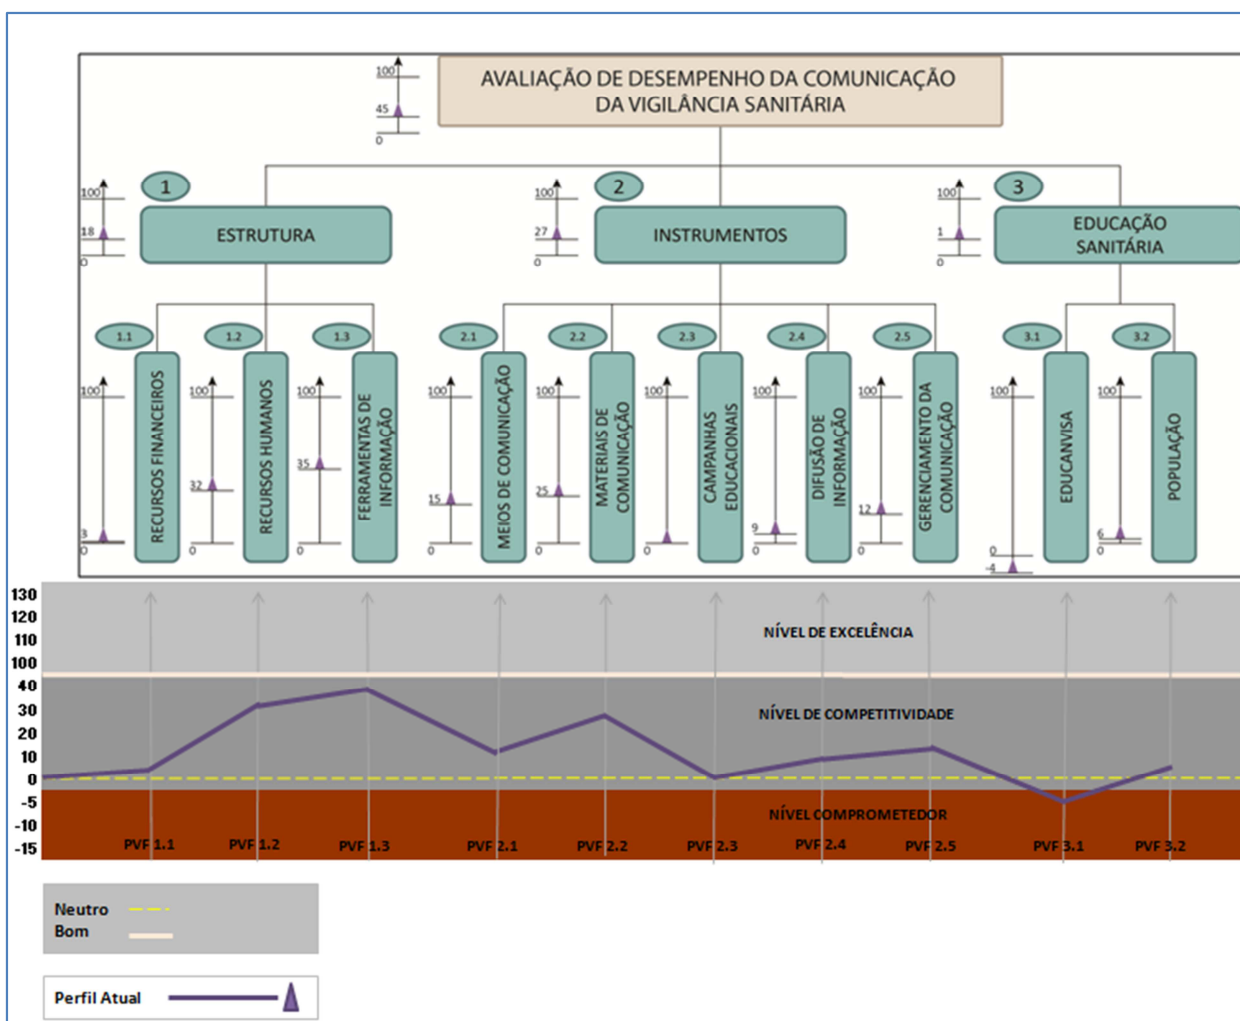 AVALIAÇÃO DE DESEMPENHO DA COMUNICAÇÃO
DA VIGILÂNCIA SANITÁRIA
100
45
0
1
ESTRUTURA
100
18
0
2
INSTRUMENTOS
100
27
0
3
EDUCAÇÃO
SANITÁRIA
100
1
0
1.1
RECURSOS FINANCEIROS
100
3
0
1.2
RECURSOS HUMANOS
100
32
0
1.3
FERRAMENTAS DE
INFORMAÇÃO
100
35
0
2.1
MEIOS DE COMUNICAÇÃO
100
15
0
2.2
MATERIAIS DE
COMUNICAÇÃO
100
25
0
2.3
CAMPANHAS
EDUCACIONAIS
100
0
2.4
DIFUSÃO DE
INFORMAÇÃO
100
9
0
2.5
GERENCIAMENTO DA
COMUNICAÇÃO
100
12
0
3.1
EDUCANVISA
100
0
-4
3.2
POPULAÇÃO
100
6
0
130
120
110
100
40
30
20
10
0
-5
-10
-15
NÍVEL DE EXCELÊNCIA
NÍVEL DE COMPETITIVIDADE
NÍVEL COMPROMETEDOR
PVF 1.1 PVF 1.2 PVF 1.3 PVF 2.1 PVF 2.2 PVF 2.3 PVF 2.4 PVF 2.5 PVF 3.1 PVF 3.2
Neutro
Bom
Perfil Atual